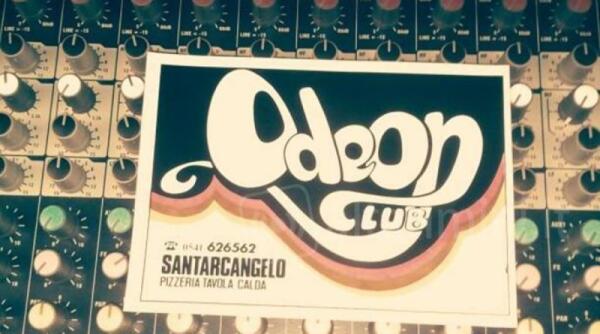 Odeon
CLUB
☎ 0541 626562
SANTARCANGELO
PIZZERIA TAVOLA CALDA